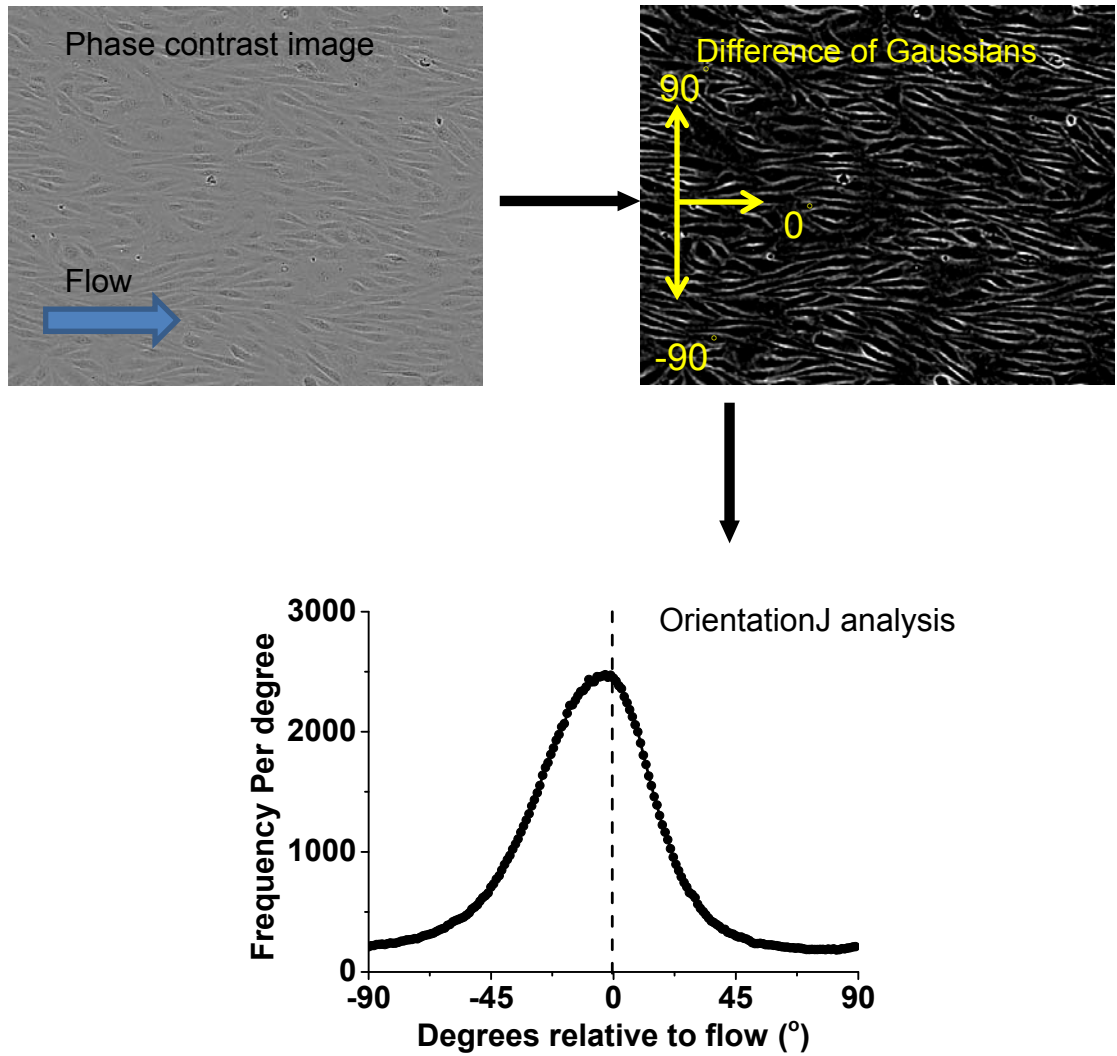 Phase contrast image
Flow
Difference of Gaussians
90°
0°
-90°
OrientationJ analysis
3000
2000
1000
0
Frequency Per degree
-90 -45 0 45 90
Degrees relative to flow (°)